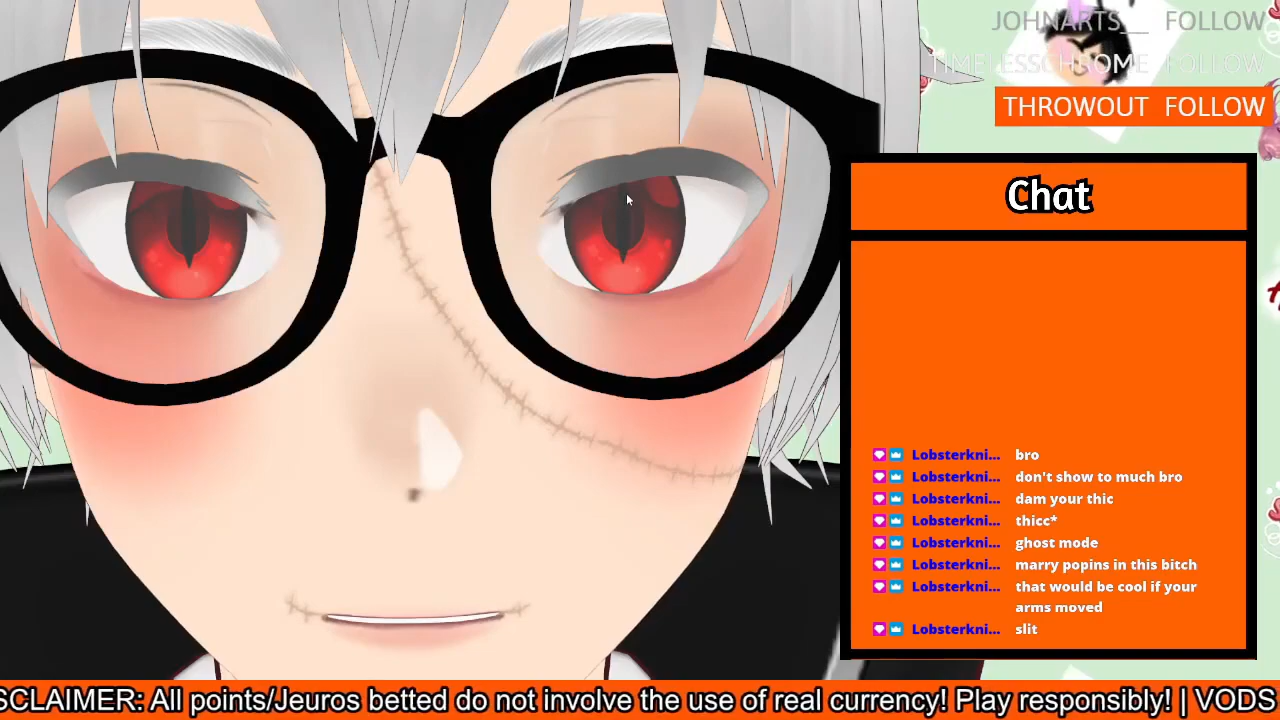 JOHNARTS__ FOLLOW
TIMELESSCHROME FOLLOW
THROWOUT FOLLOW
Chat
Lobsterkni... bro
Lobsterkni... don't show to much bro
Lobsterkni... dam your thic
Lobsterkni... thicc*
Lobsterkni... ghost mode
Lobsterkni... marry popins in this bitch
Lobsterkni... that would be cool if your
arms moved
Lobsterkni... slit
SCLAIMER: All points/Jeuros betted do not involve the use of real currency! Play responsibly! | VODS